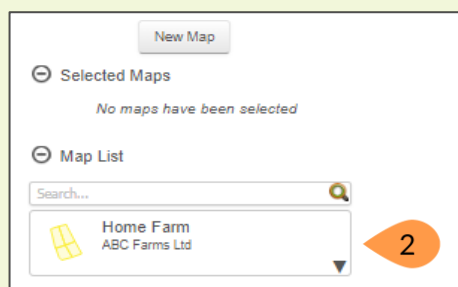 New Map
Selected Maps
No maps have been selected
Map List
Search...
Home Farm
ABC Farms Ltd
2